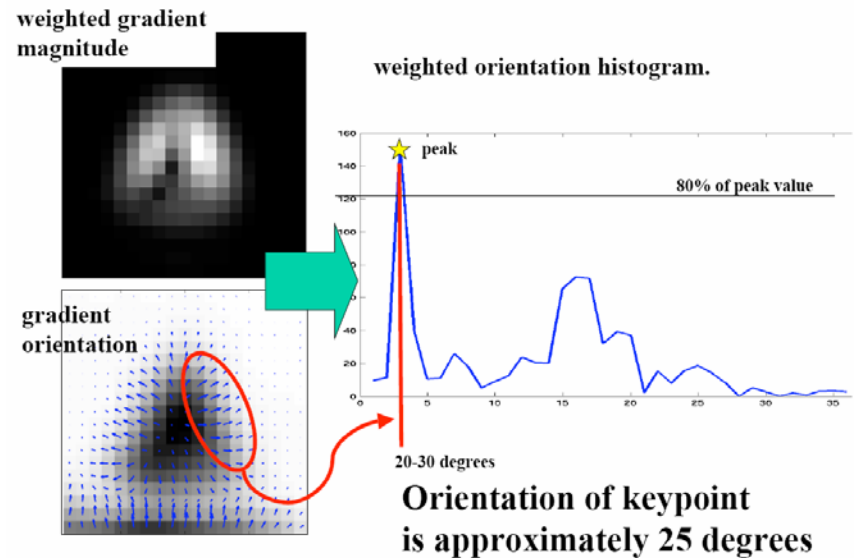 weighted gradient
magnitude
weighted orientation histogram.
160
140
120
100
80
60
40
20
0
0
5
10
15
20
25
30
35
peak
80% of peak value
gradient
orientation
20-30 degrees
Orientation of keypoint
is approximately 25 degrees